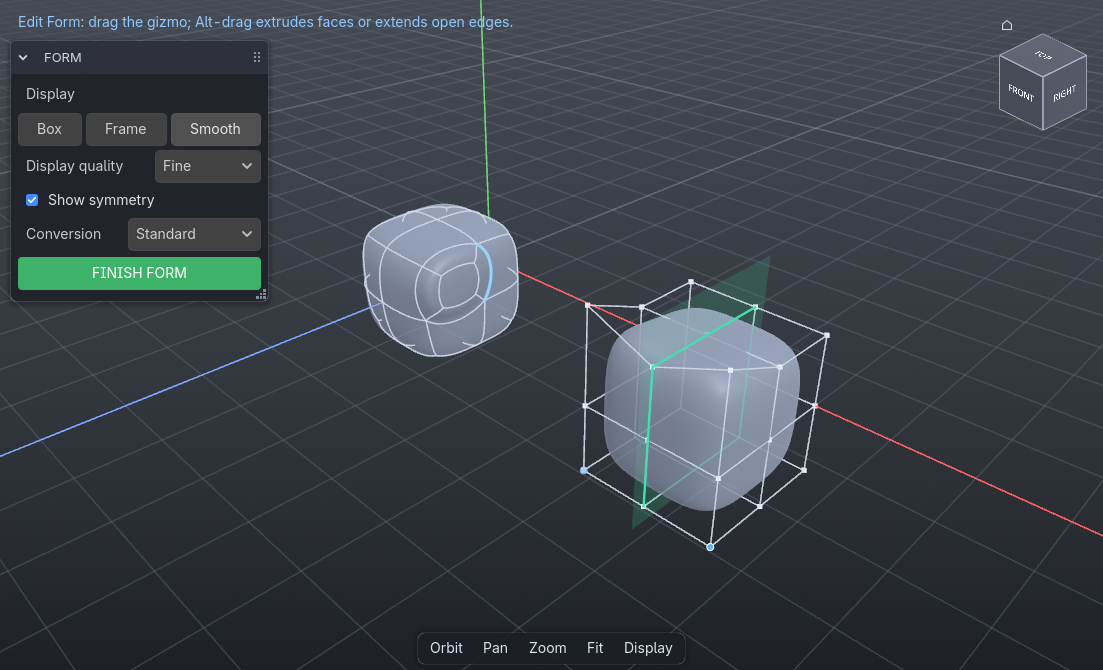 Edit Form: drag the gizmo; Alt-drag extrudes faces or extends open edges.
FORM
Display
Box
Frame
Smooth
Display quality
Fine
Show symmetry
Conversion
Standard
FINISH FORM
TOP
FRONT
RIGHT
Orbit
Pan
Zoom
Fit
Display